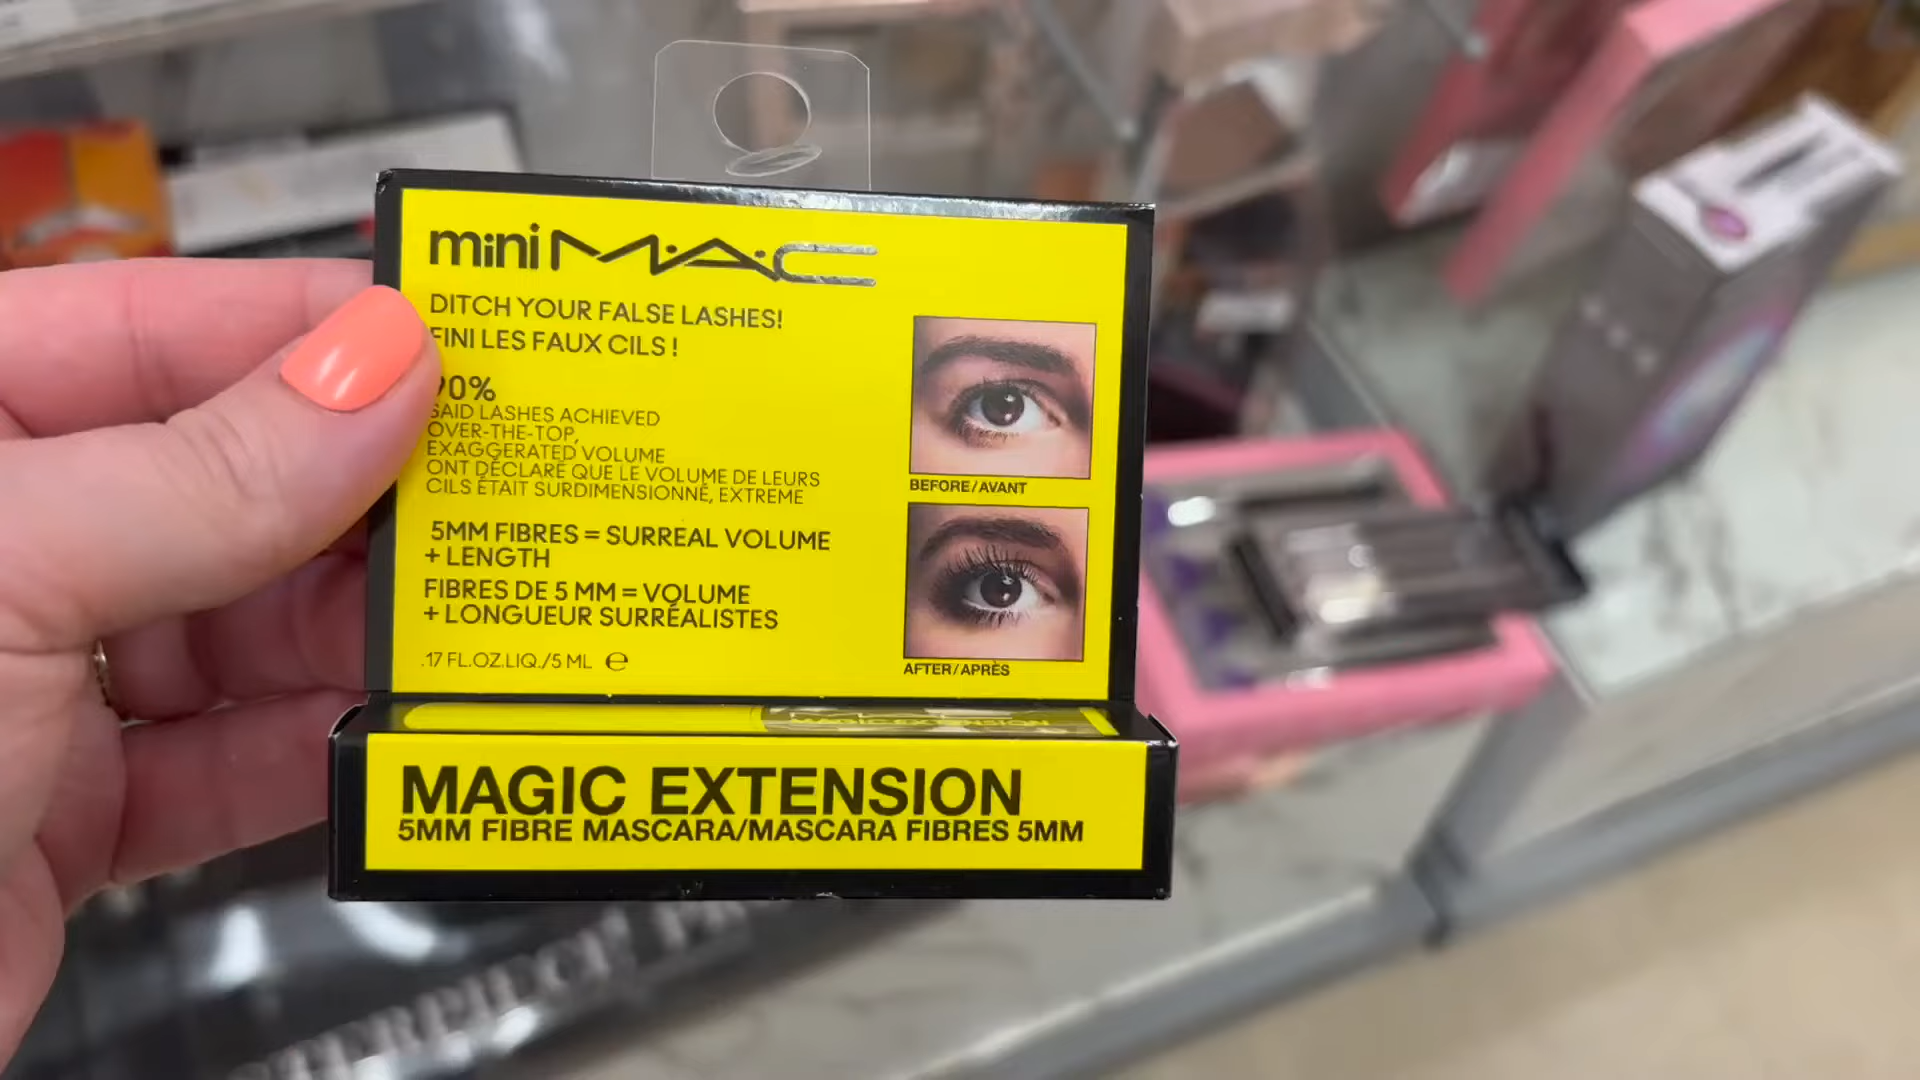 mini M·A·C
DITCH YOUR FALSE LASHES!
FINI LES FAUX CILS !
90%
SAID LASHES ACHIEVED
OVER-THE-TOP,
EXAGGERATED VOLUME
ONT DÉCLARÉ QUE LE VOLUME DE LEURS
CILS ÉTAIT SURDIMENSIONNÉ, EXTREME
5MM FIBRES = SURREAL VOLUME
+ LENGTH
FIBRES DE 5 MM = VOLUME
+ LONGUEUR SURRÉALISTES
.17 FL.OZ.LIQ./5 ML ℮
BEFORE/AVANT
AFTER/APRÈS
MAGIC EXTENSION
MAGIC EXTENSION
5MM FIBRE MASCARA/MASCARA FIBRES 5MM